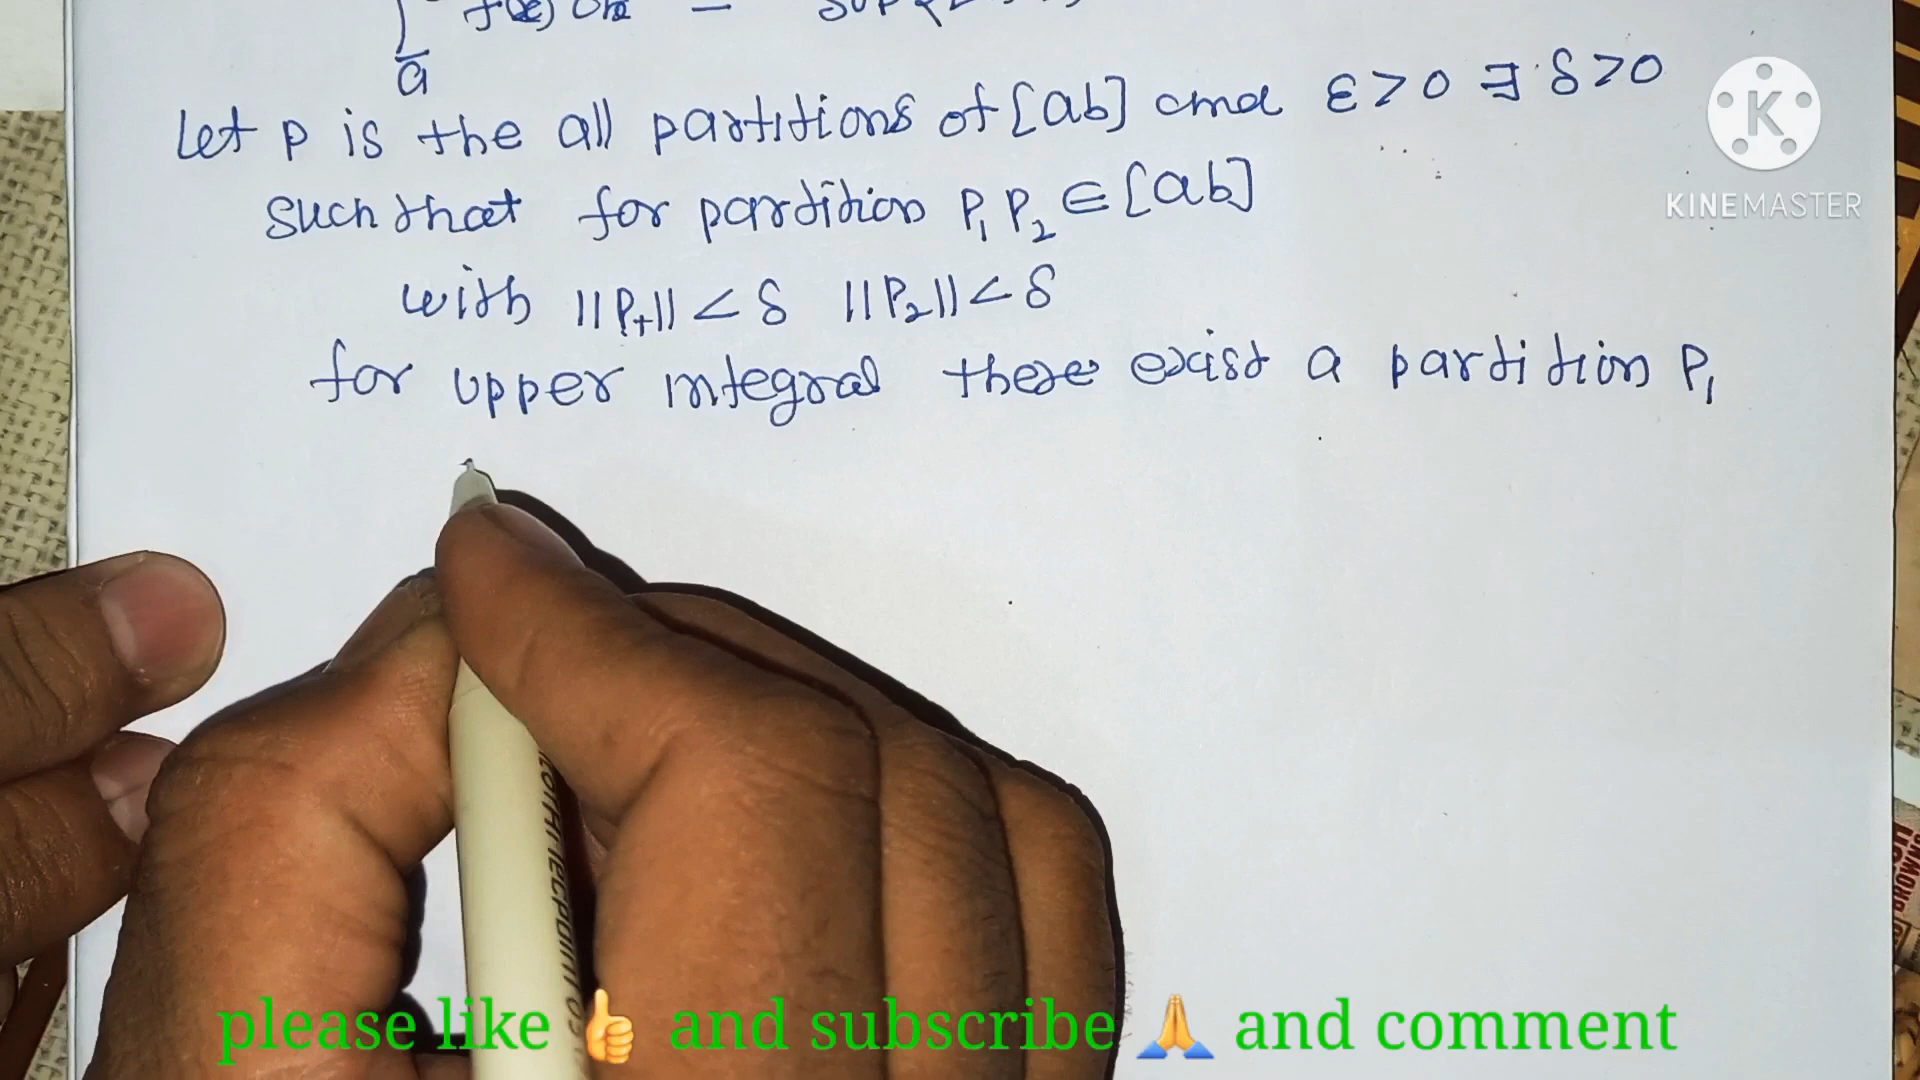 a
Let P is the all partitions of [ab] and ε>0 ∃ δ>0
such that for partition P₁ P₂ ∈ [ab]
with ||P₁|| < δ ||P₂|| < δ
for upper integral there exist a partition P₁
K
KINEMASTER
please like 👍 and subscribe 🙏 and comment